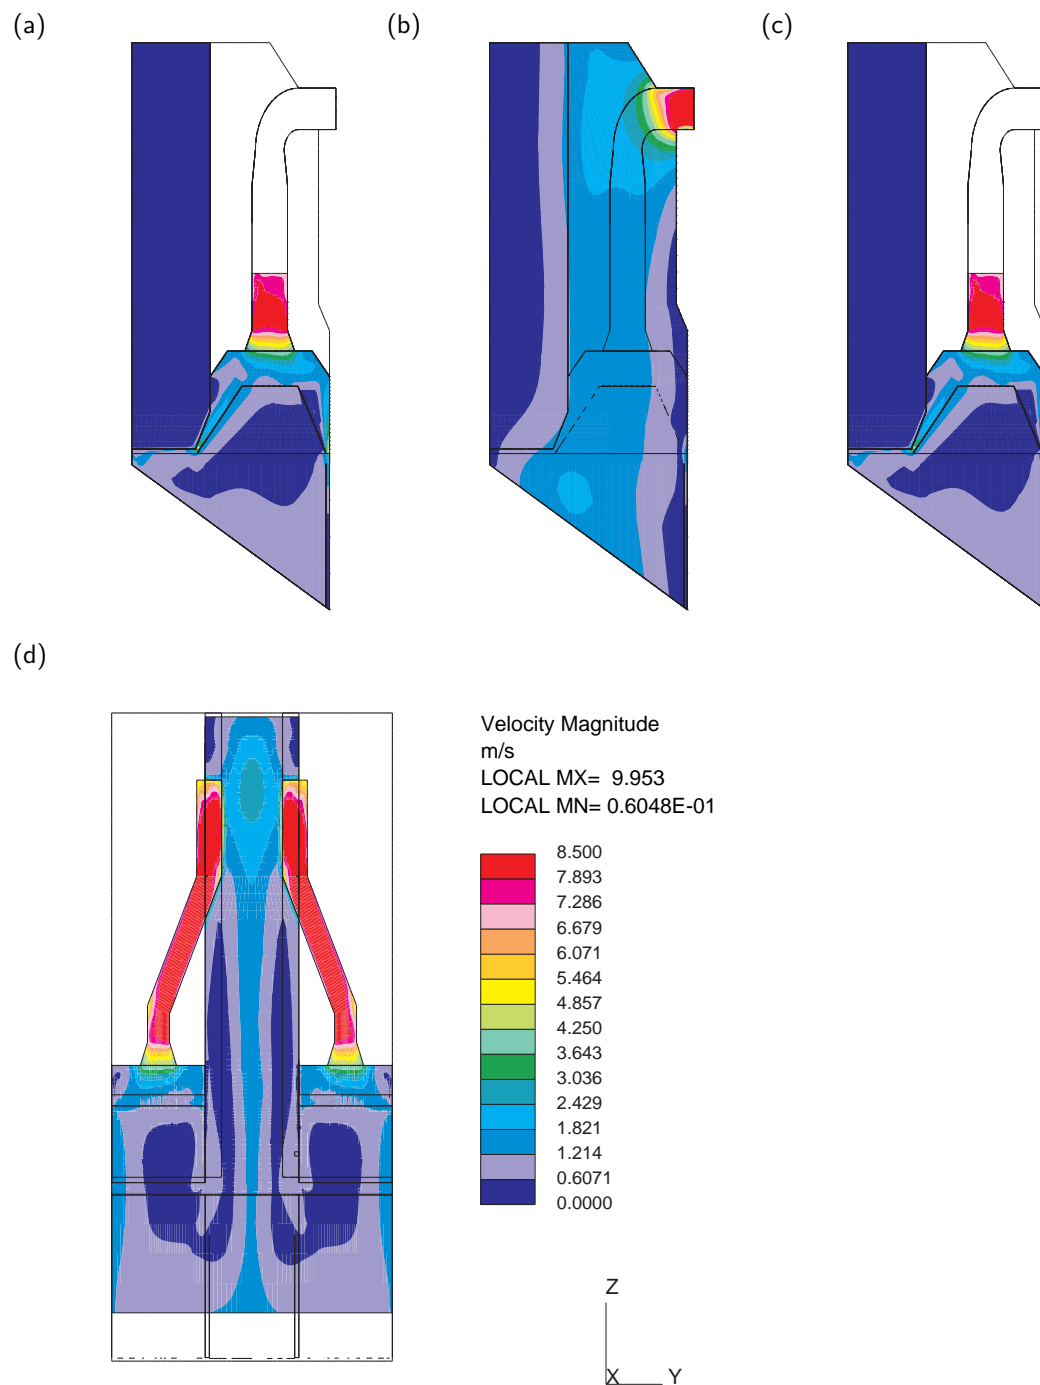 (a)
(b)
(c)
(d)
Velocity Magnitude
m/s
LOCAL MX= 9.953
LOCAL MN= 0.6048E-01
8.500
7.893
7.286
6.679
6.071
5.464
4.857
4.250
3.643
3.036
2.429
1.821
1.214
0.6071
0.0000
Z
X
Y